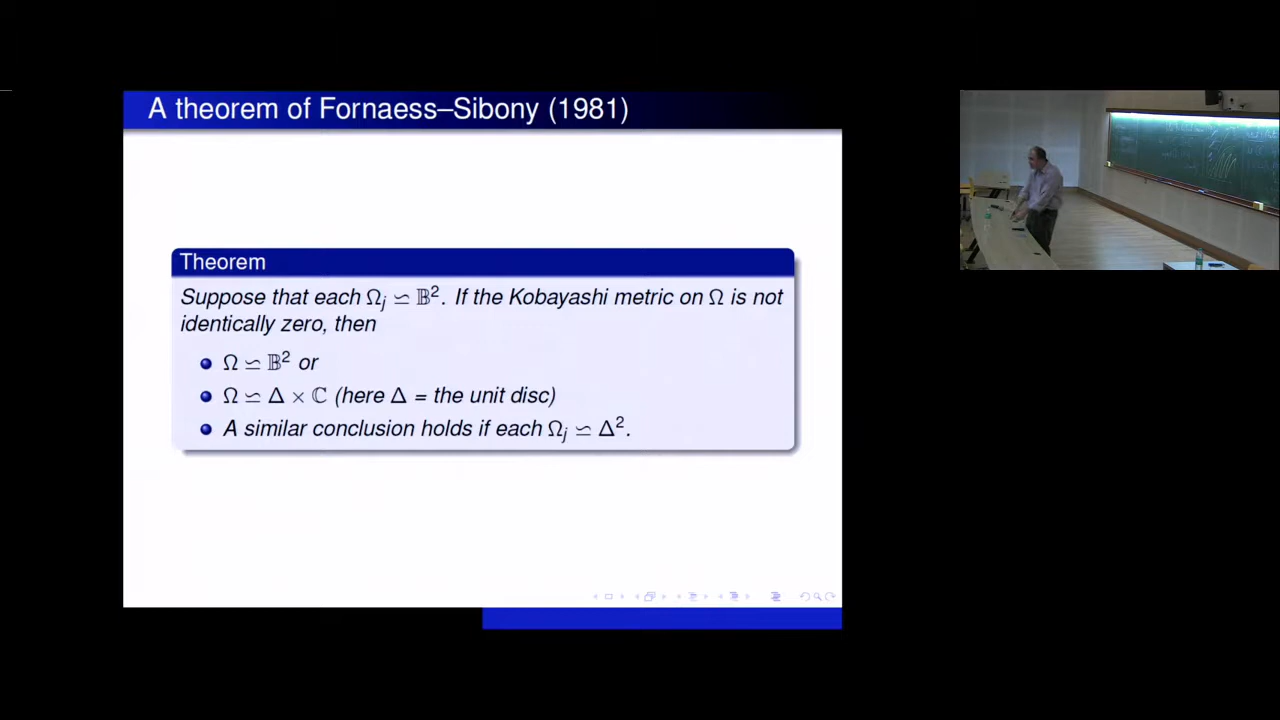 A theorem of Fornaess–Sibony (1981)
Theorem
Suppose that each Ωj ≃ 𝔹². If the Kobayashi metric on Ω is not
identically zero, then
Ω ≃ 𝔹² or
Ω ≃ Δ × ℂ (here Δ = the unit disc)
A similar conclusion holds if each Ωj ≃ Δ².